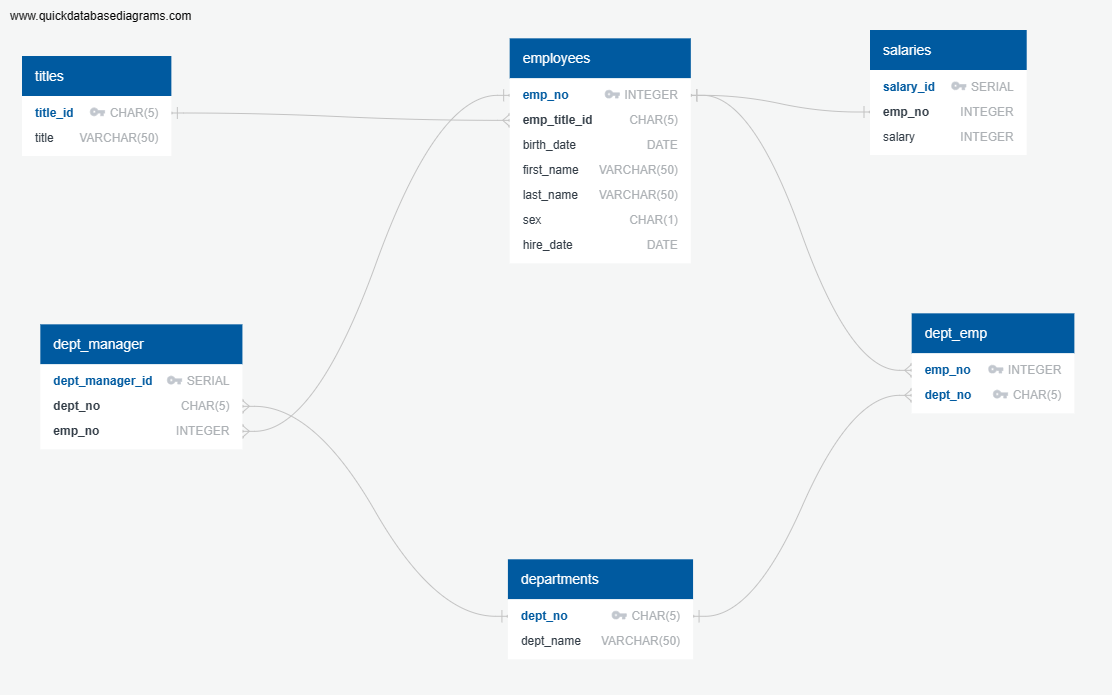 www.quickdatabasediagrams.com
titles
title_id CHAR(5)
title VARCHAR(50)
employees
emp_no INTEGER
emp_title_id CHAR(5)
birth_date DATE
first_name VARCHAR(50)
last_name VARCHAR(50)
sex CHAR(1)
hire_date DATE
salaries
salary_id SERIAL
emp_no INTEGER
salary INTEGER
dept_manager
dept_manager_id SERIAL
dept_no CHAR(5)
emp_no INTEGER
dept_emp
emp_no INTEGER
dept_no CHAR(5)
departments
dept_no CHAR(5)
dept_name VARCHAR(50)